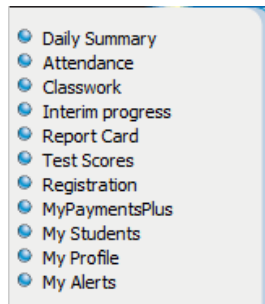 Daily Summary
Attendance
Classwork
Interim progress
Report Card
Test Scores
Registration
MyPaymentsPlus
My Students
My Profile
My Alerts